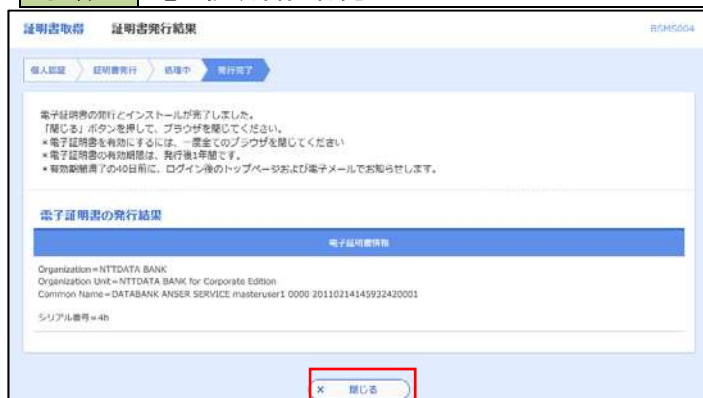 証明書取得 証明書発行結果 BSMS004
個人認証 証明書発行 処理中 発行完了
電子証明書の発行とインストールが完了しました。
「閉じる」ボタンを押して、ブラウザを閉じてください。
*電子証明書を有効にするには、一度全てのブラウザを閉じてください
*電子証明書の有効期限は、発行後1年間です。
*有効期間満了の40日前に、ログイン後のトップページおよび電子メールでお知らせします。
電子証明書の発行結果
電子証明書情報
Organization=NTTDATA BANK
Organization Unit=NTTDATA BANK for Corporate Edition
Common Name=DATABANK ANSER SERVICE masteruser1 0000 20110214145932420001
シリアル番号=4h
× 閉じる